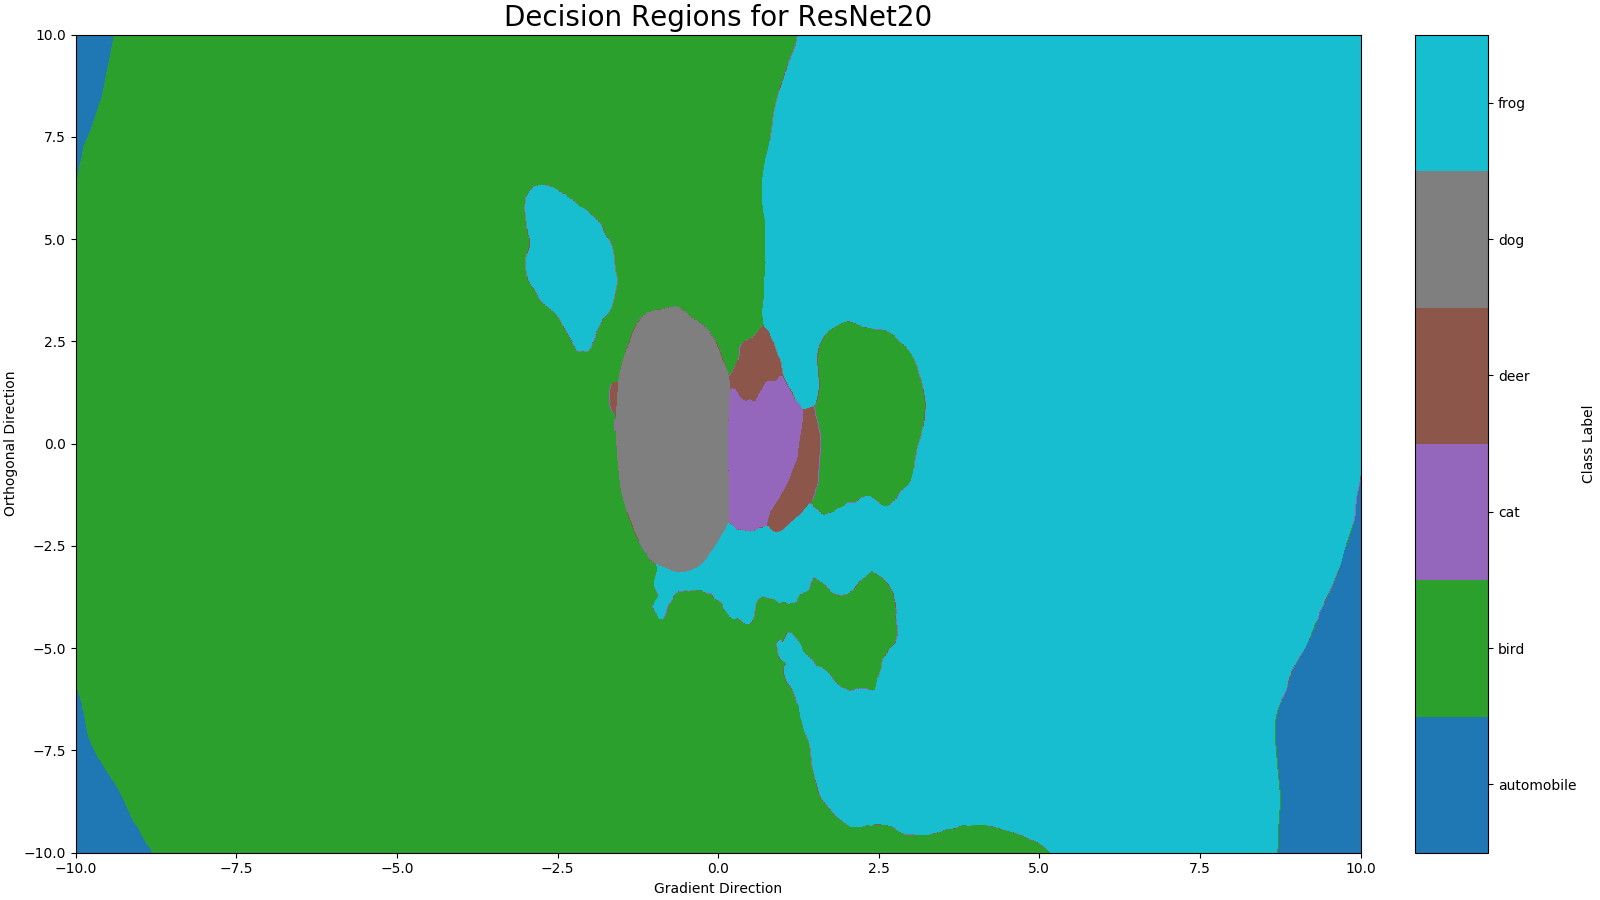 Decision Regions for ResNet20
10.0
7.5
5.0
2.5
0.0
−2.5
−5.0
−7.5
−10.0
Orthogonal Direction
−10.0 −7.5 −5.0 −2.5 0.0 2.5 5.0 7.5 10.0
Gradient Direction
frog
dog
deer
cat
bird
automobile
Class Label